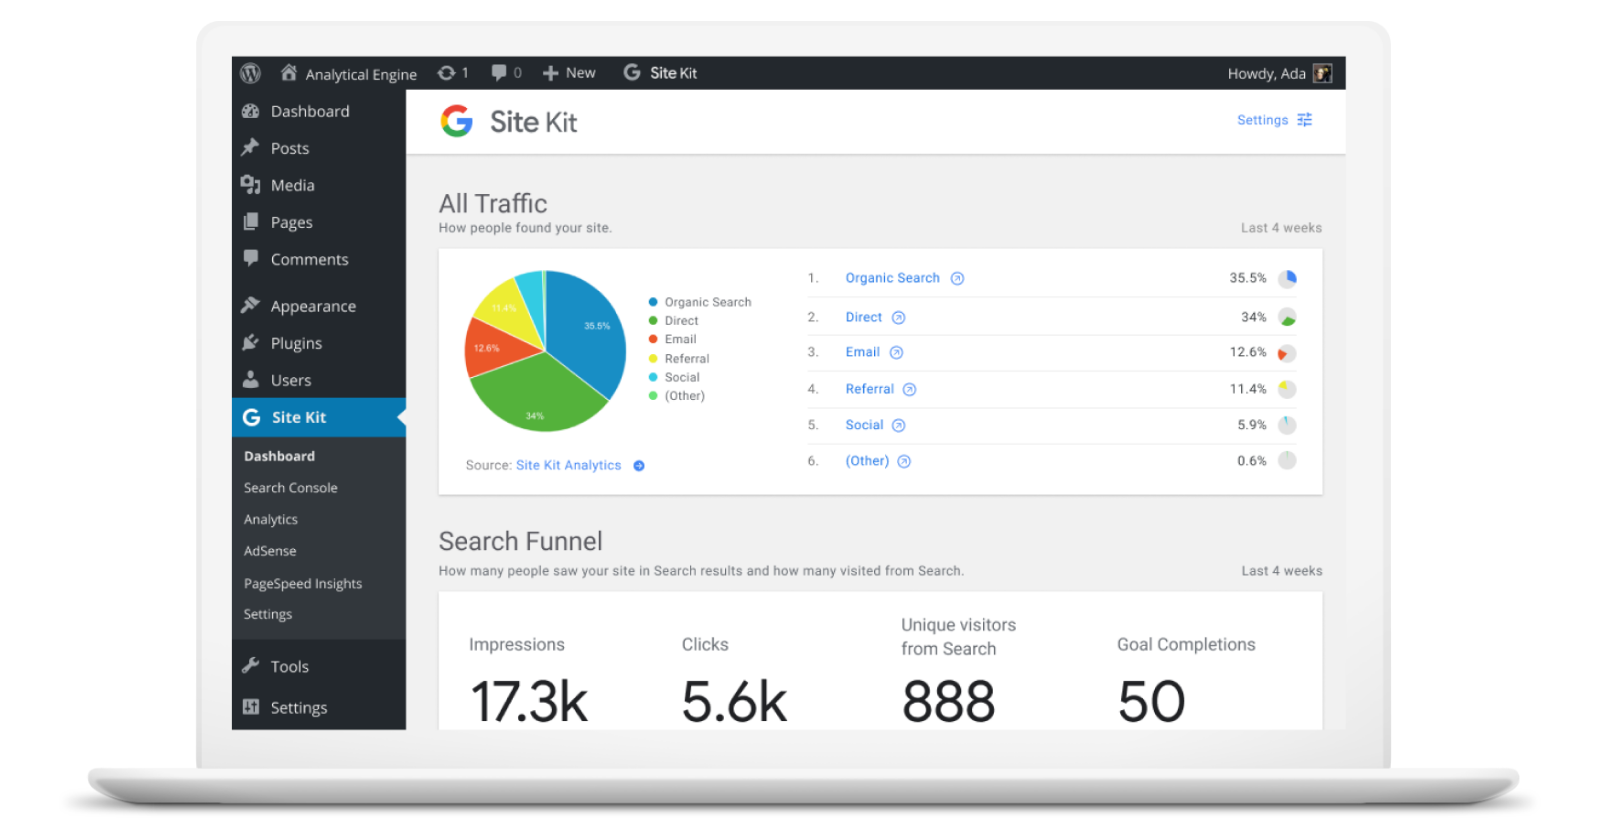 Analytical Engine 1 0 New Site Kit Howdy, Ada
Dashboard
Posts
Media
Pages
Comments
Appearance
Plugins
Users
Site Kit
Dashboard
Search Console
Analytics
AdSense
PageSpeed Insights
Settings
Tools
Settings
Site Kit
Settings
All Traffic
How people found your site.
Last 4 weeks
35.5%
34%
12.6%
11.4%
Organic Search
Direct
Email
Referral
Social
(Other)
Source: Site Kit Analytics
1. Organic Search 35.5%
2. Direct 34%
3. Email 12.6%
4. Referral 11.4%
5. Social 5.9%
6. (Other) 0.6%
Search Funnel
How many people saw your site in Search results and how many visited from Search.
Last 4 weeks
Impressions
17.3k
Clicks
5.6k
Unique visitors
from Search
888
Goal Completions
50